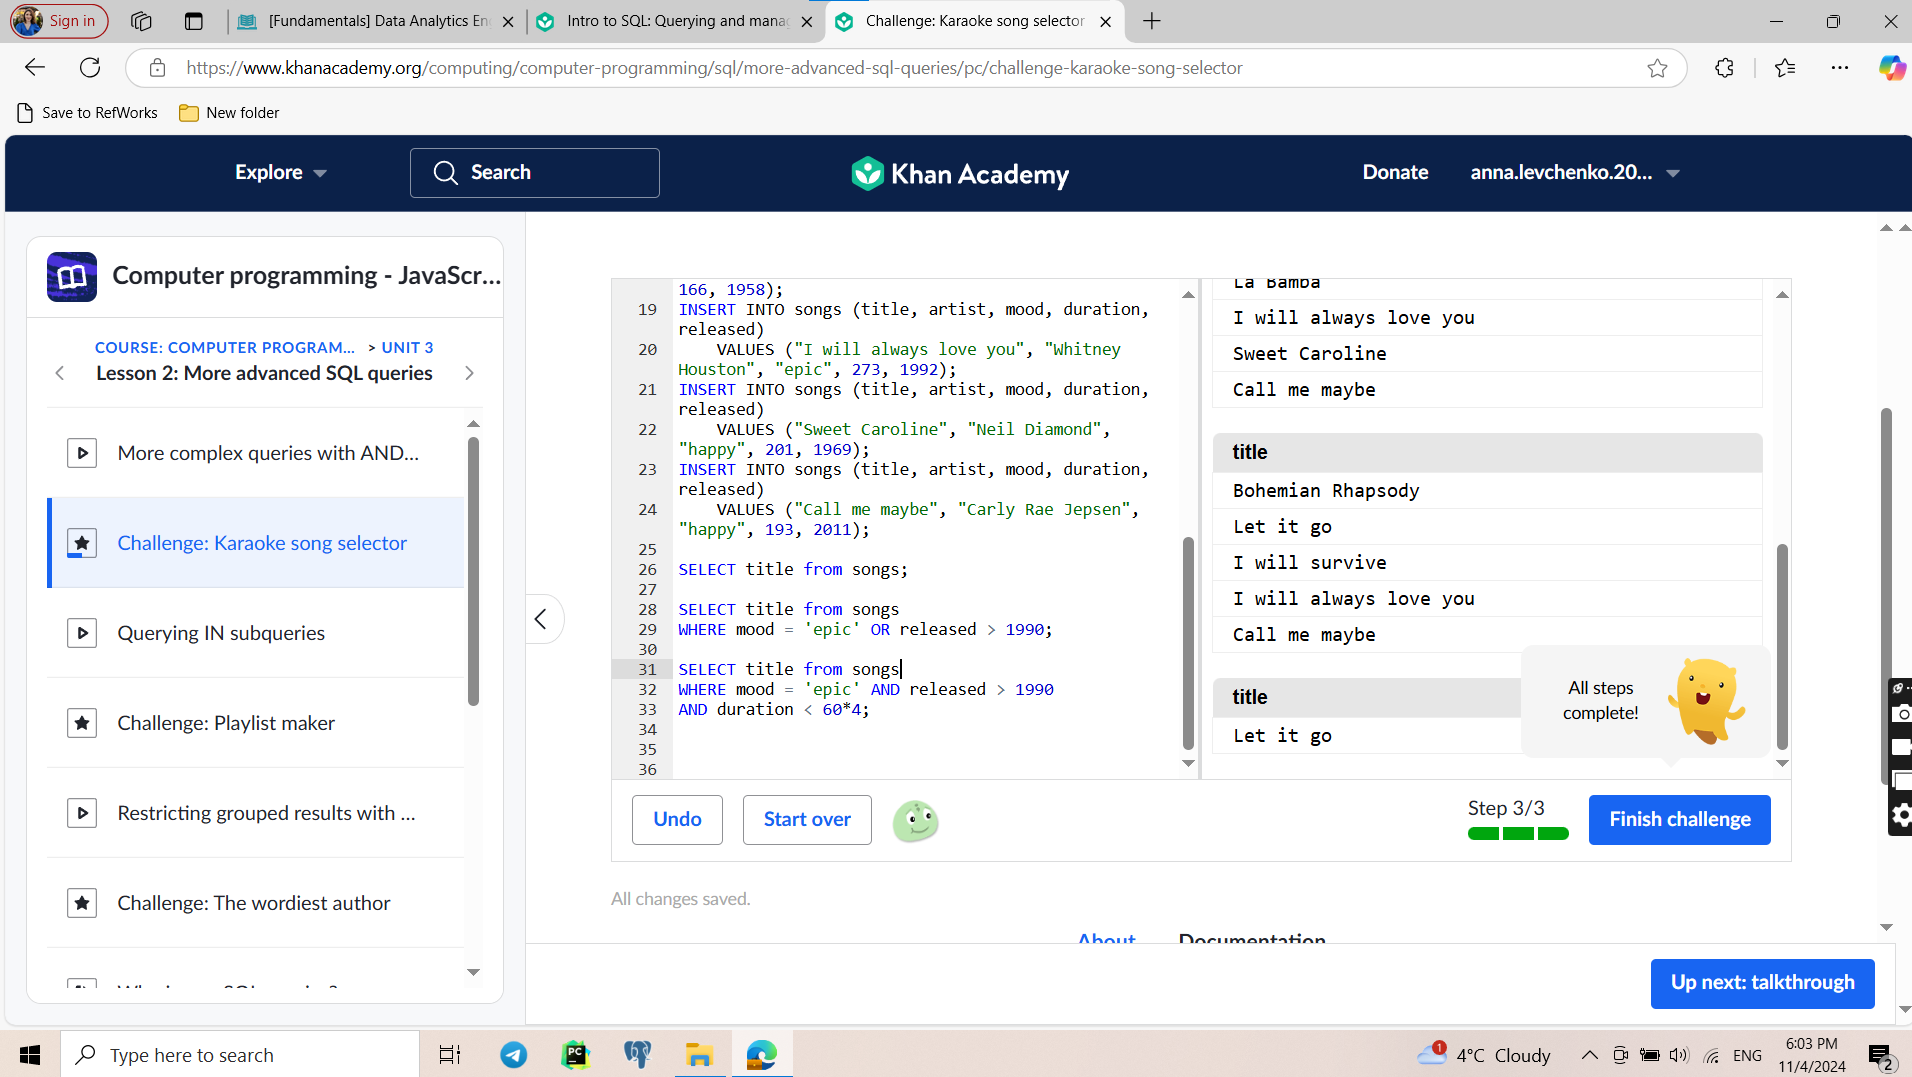 Sign in
[Fundamentals] Data Analytics En
Intro to SQL: Querying and mana
Challenge: Karaoke song selector
https://www.khanacademy.org/computing/computer-programming/sql/more-advanced-sql-queries/pc/challenge-karaoke-song-selector
Save to RefWorks
New folder
Explore
Search
Khan Academy
Donate
anna.levchenko.20...
Computer programming - JavaScr...
COURSE: COMPUTER PROGRAM... > UNIT 3
Lesson 2: More advanced SQL queries
More complex queries with AND...
Challenge: Karaoke song selector
Querying IN subqueries
Challenge: Playlist maker
Restricting grouped results with ...
Challenge: The wordiest author
166, 1958);
19 INSERT INTO songs (title, artist, mood, duration,
released)
20 VALUES ("I will always love you", "Whitney
Houston", "epic", 273, 1992);
21 INSERT INTO songs (title, artist, mood, duration,
released)
22 VALUES ("Sweet Caroline", "Neil Diamond",
"happy", 201, 1969);
23 INSERT INTO songs (title, artist, mood, duration,
released)
24 VALUES ("Call me maybe", "Carly Rae Jepsen",
"happy", 193, 2011);
25
26 SELECT title from songs;
27
28 SELECT title from songs
29 WHERE mood = 'epic' OR released > 1990;
30
31 SELECT title from songs
32 WHERE mood = 'epic' AND released > 1990
33 AND duration < 60*4;
34
35
36
La Bamba
I will always love you
Sweet Caroline
Call me maybe
title
Bohemian Rhapsody
Let it go
I will survive
I will always love you
Call me maybe
title
Let it go
All steps
complete!
Undo
Start over
Step 3/3
Finish challenge
All changes saved.
About
Documentation
Up next: talkthrough
Type here to search
PC
1
4°C Cloudy
ENG
6:03 PM
11/4/2024
2